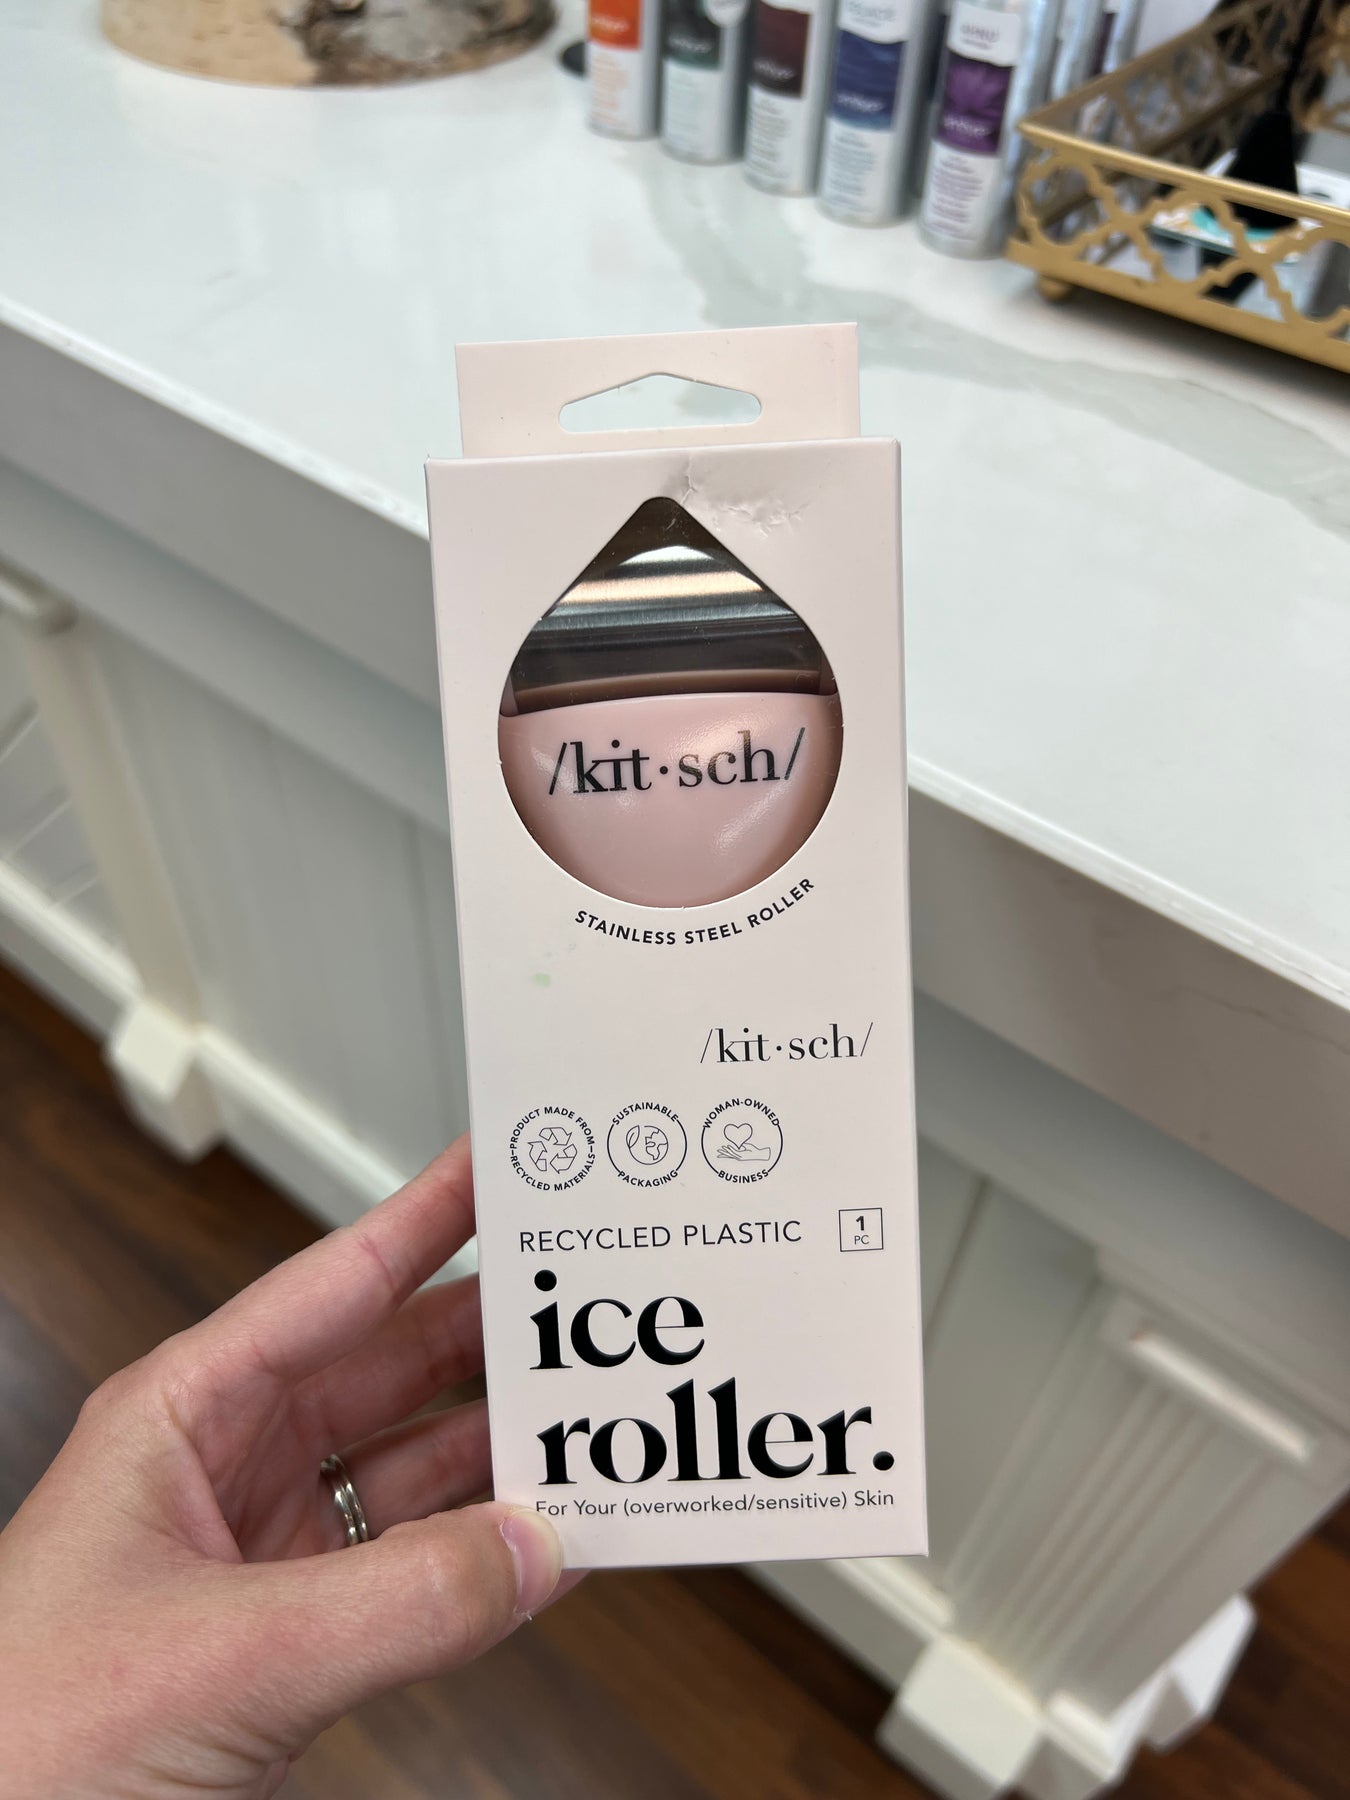 /kit·sch/
STAINLESS STEEL ROLLER
/kit·sch/
PRODUCT MADE FROM
RECYCLED MATERIALS
SUSTAINABLE
PACKAGING
WOMAN-OWNED
BUSINESS
RECYCLED PLASTIC
1
PC
ice
roller.
For Your (overworked/sensitive) Skin